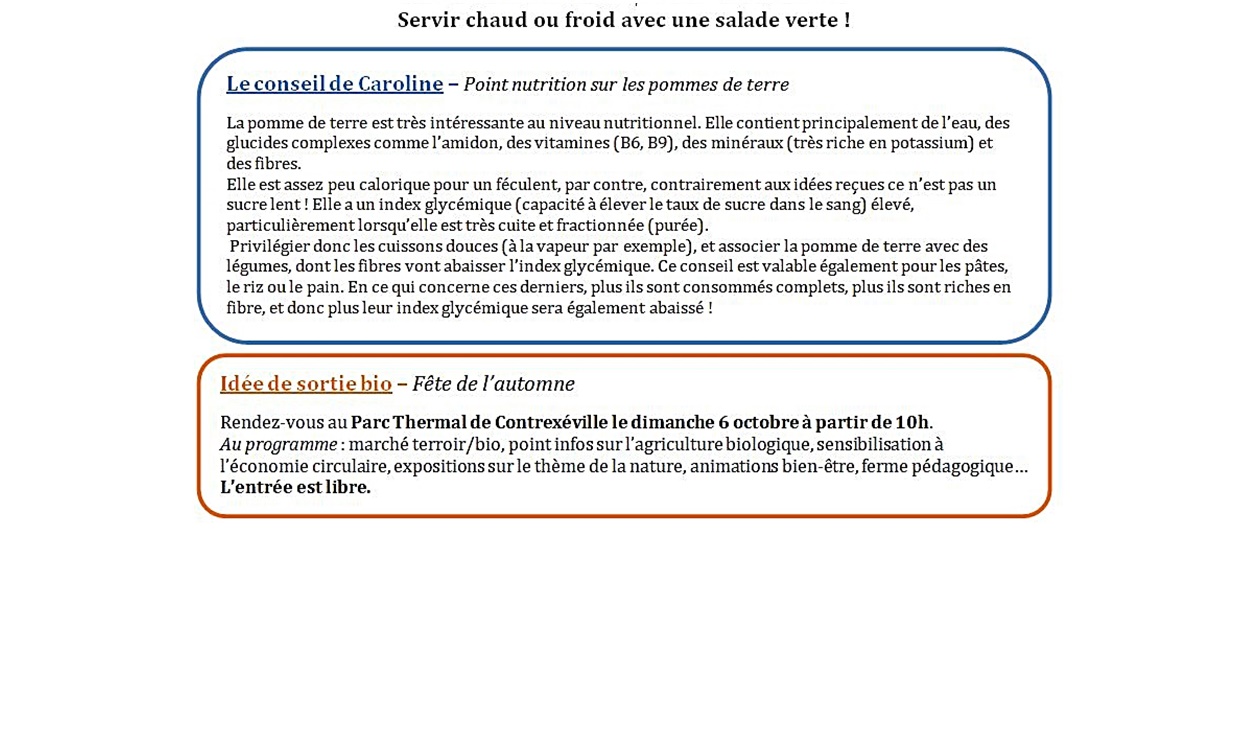 Servir chaud ou froid avec une salade verte !
Le conseil de Caroline – Point nutrition sur les pommes de terre
La pomme de terre est très intéressante au niveau nutritionnel. Elle contient principalement de l’eau, des
glucides complexes comme l’amidon, des vitamines (B6, B9), des minéraux (très riche en potassium) et
des fibres.
Elle est assez peu calorique pour un féculent, par contre, contrairement aux idées reçues ce n’est pas un
sucre lent ! Elle a un index glycémique (capacité à élever le taux de sucre dans le sang) élevé,
particulièrement lorsqu’elle est très cuite et fractionnée (purée).
Privilégier donc les cuissons douces (à la vapeur par exemple), et associer la pomme de terre avec des
légumes, dont les fibres vont abaisser l’index glycémique. Ce conseil est valable également pour les pâtes,
le riz ou le pain. En ce qui concerne ces derniers, plus ils sont consommés complets, plus ils sont riches en
fibre, et donc plus leur index glycémique sera également abaissé !
Idée de sortie bio – Fête de l’automne
Rendez-vous au Parc Thermal de Contrexéville le dimanche 6 octobre à partir de 10h.
Au programme : marché terroir/bio, point infos sur l’agriculture biologique, sensibilisation à
l’économie circulaire, expositions sur le thème de la nature, animations bien-être, ferme pédagogique…
L’entrée est libre.